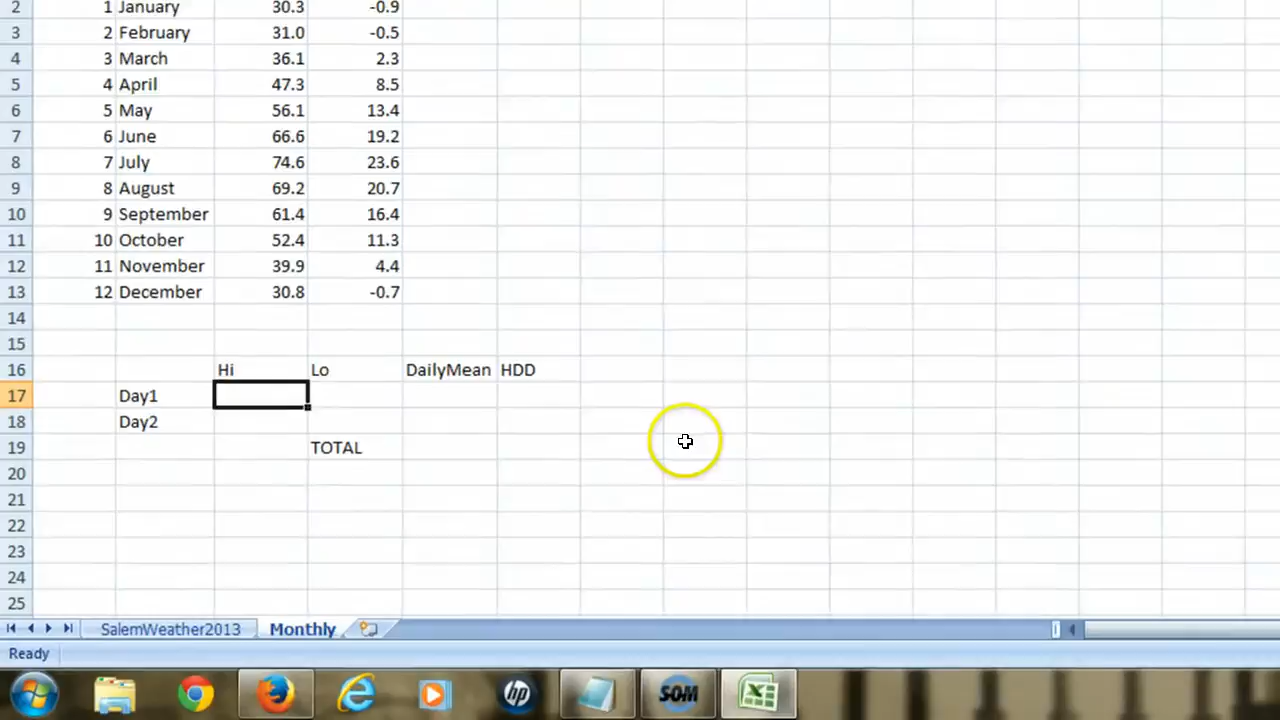 2 1 January 30.3 -0.9
3 2 February 31.0 -0.5
4 3 March 36.1 2.3
5 4 April 47.3 8.5
6 5 May 56.1 13.4
7 6 June 66.6 19.2
8 7 July 74.6 23.6
9 8 August 69.2 20.7
10 9 September 61.4 16.4
11 10 October 52.4 11.3
12 11 November 39.9 4.4
13 12 December 30.8 -0.7
14
15
16 Hi Lo DailyMean HDD
17 Day1
18 Day2
19 TOTAL
20
21
22
23
24
25
SalemWeather2013 Monthly
Ready
hp SOM